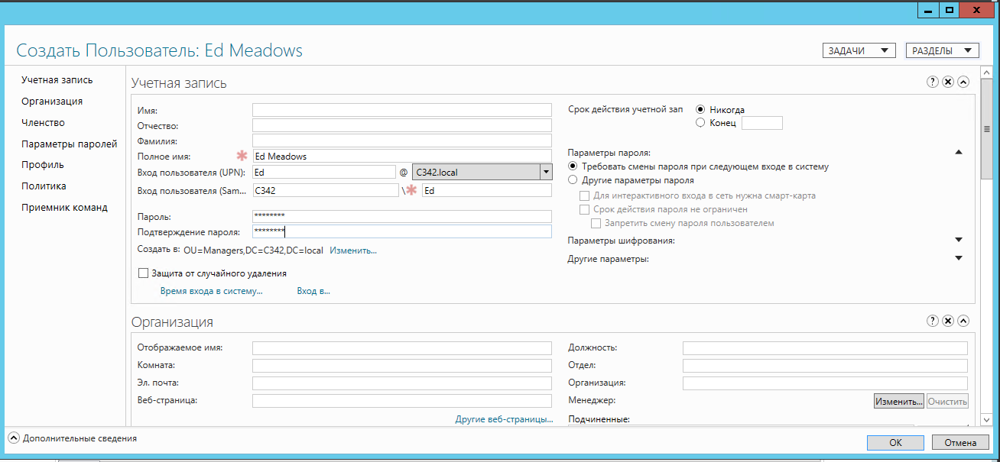 Создать Пользователь: Ed Meadows
ЗАДАЧИ
РАЗДЕЛЫ
Учетная запись
Организация
Членство
Параметры паролей
Профиль
Политика
Приемник команд
Учетная запись
Имя:
Отчество:
Фамилия:
Полное имя: * Ed Meadows
Вход пользователя (UPN): Ed @ C342.local
Вход пользователя (Sam... C342 \ * Ed
Пароль: ********
Подтверждение пароля: ********
Создать в: OU=Managers,DC=C342,DC=local Изменить...
Защита от случайного удаления
Время входа в систему... Вход в...
Срок действия учетной зап
Никогда
Конец
Параметры пароля:
Требовать смены пароля при следующем входе в систему
Другие параметры пароля
Для интерактивного входа в сеть нужна смарт-карта
Срок действия пароля не ограничен
Запретить смену пароля пользователем
Параметры шифрования:
Другие параметры:
Организация
Отображаемое имя:
Комната:
Эл. почта:
Веб-страница:
Другие веб-страницы...
Должность:
Отдел:
Организация:
Менеджер: Изменить... Очистить
Подчиненные:
Дополнительные сведения
ОК
Отмена